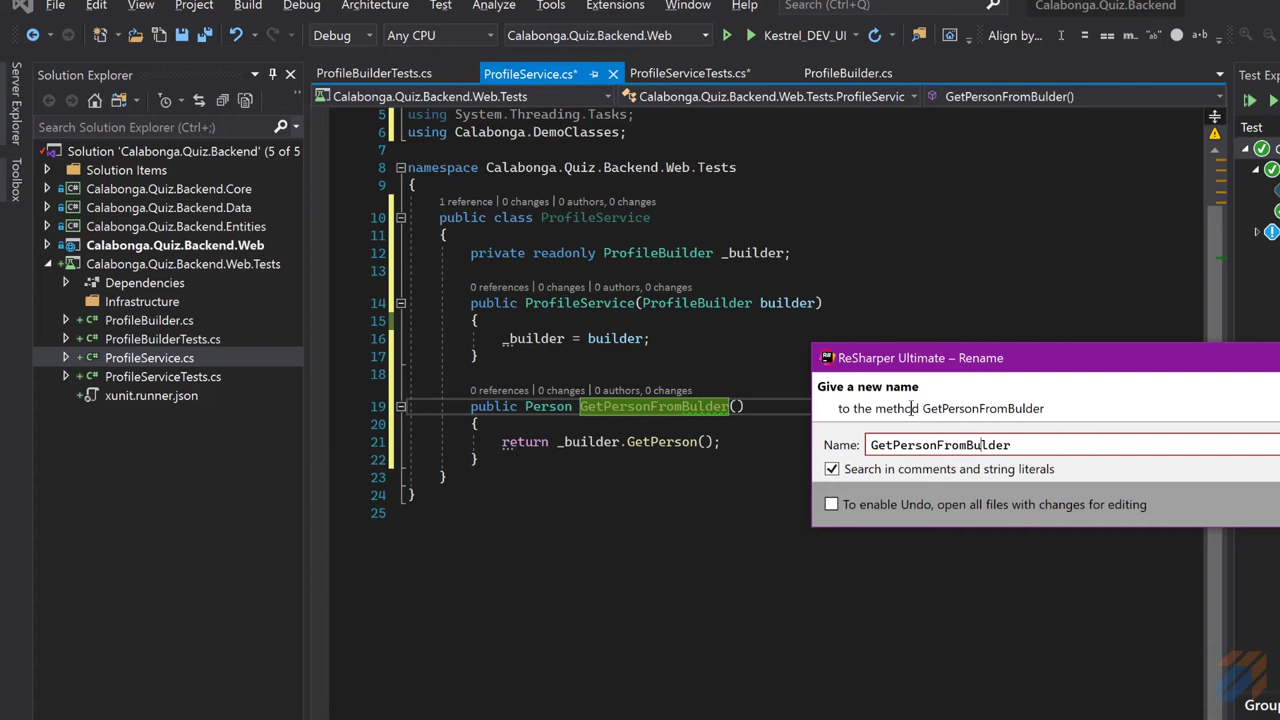 File Edit View Project Build Debug Test Analyze Tools Extensions Window Help Search (Ctrl+Q) Calabonga.Quiz.Backend
Debug Any CPU Calabonga.Quiz.Backend.Web Kestrel_DEV_UI Align by...
Server Explorer
Toolbox
Solution Explorer
Search Solution Explorer (Ctrl+;)
Solution 'Calabonga.Quiz.Backend' (5 of 5
Solution Items
Calabonga.Quiz.Backend.Core
Calabonga.Quiz.Backend.Data
Calabonga.Quiz.Backend.Entities
Calabonga.Quiz.Backend.Web
Calabonga.Quiz.Backend.Web.Tests
Dependencies
Infrastructure
ProfileBuilder.cs
ProfileBuilderTests.cs
ProfileService.cs
ProfileServiceTests.cs
xunit.runner.json
ProfileBuilderTests.cs ProfileService.cs* ProfileServiceTests.cs* ProfileBuilder.cs
Calabonga.Quiz.Backend.Web.Tests Calabonga.Quiz.Backend.Web.Tests.ProfileServic GetPersonFromBulder()
5 using System.Threading.Tasks;
6 using Calabonga.DemoClasses;
7
8 namespace Calabonga.Quiz.Backend.Web.Tests
9 {
1 reference | 0 changes | 0 authors, 0 changes
10 public class ProfileService
11 {
12 private readonly ProfileBuilder _builder;
13
0 references | 0 changes | 0 authors, 0 changes
14 public ProfileService(ProfileBuilder builder)
15 {
16 _builder = builder;
17 }
18
0 references | 0 changes | 0 authors, 0 changes
19 public Person GetPersonFromBulder()
20 {
21 return _builder.GetPerson();
22 }
23 }
24 }
25
ReSharper Ultimate – Rename
Give a new name
to the method GetPersonFromBulder
Name: GetPersonFromBulder
Search in comments and string literals
To enable Undo, open all files with changes for editing
Test Exp
Test
Group